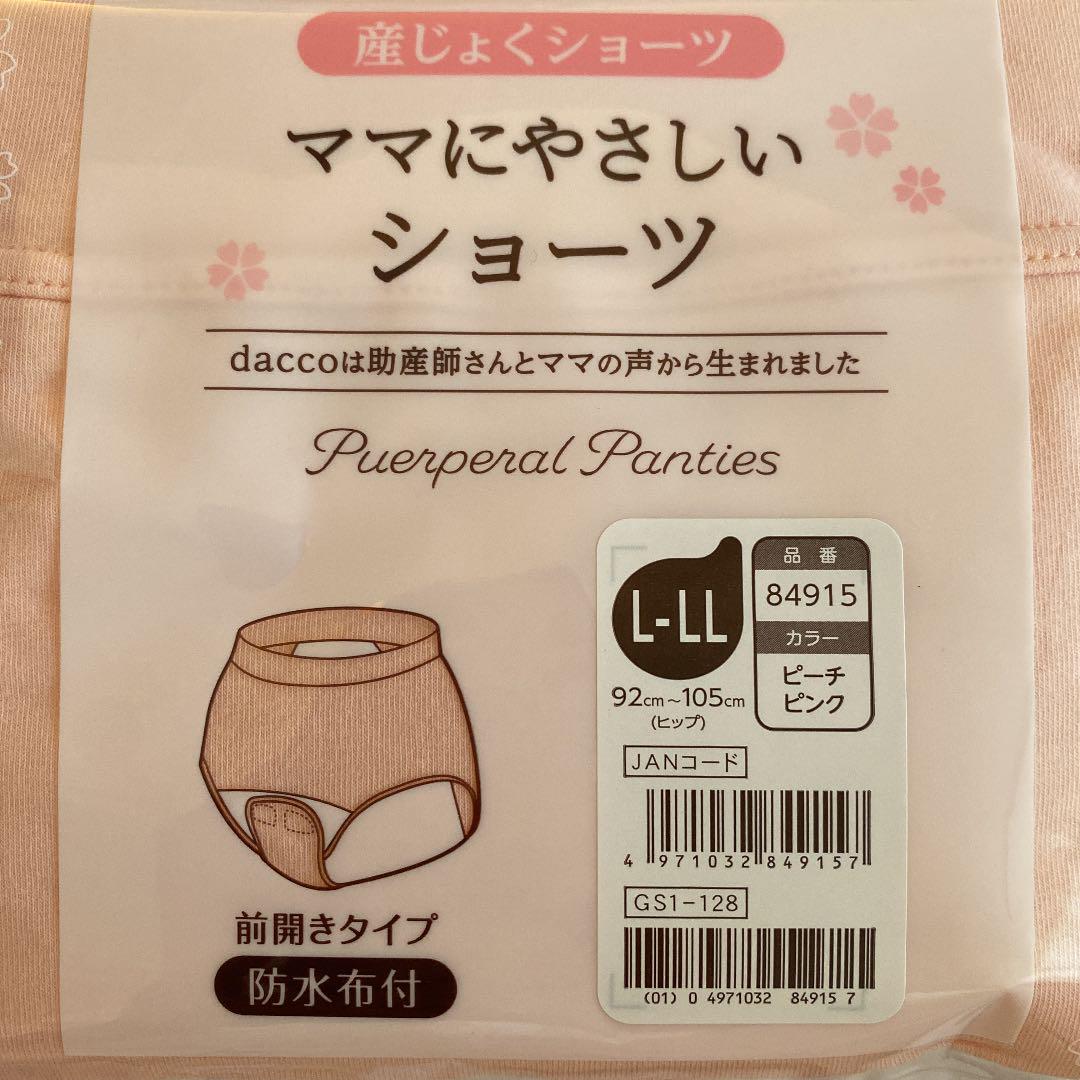 産じょくショーツ
ママにやさしい
ショーツ
daccoは助産師さんとママの声から生まれました
Puerperal Panties
L-LL
92cm～105cm
(ヒップ)
品番
84915
カラー
ピーチ
ピンク
JANコード
4 971032 849157
GS1-128
(01) 0 4971032 84915 7
前開きタイプ
防水布付